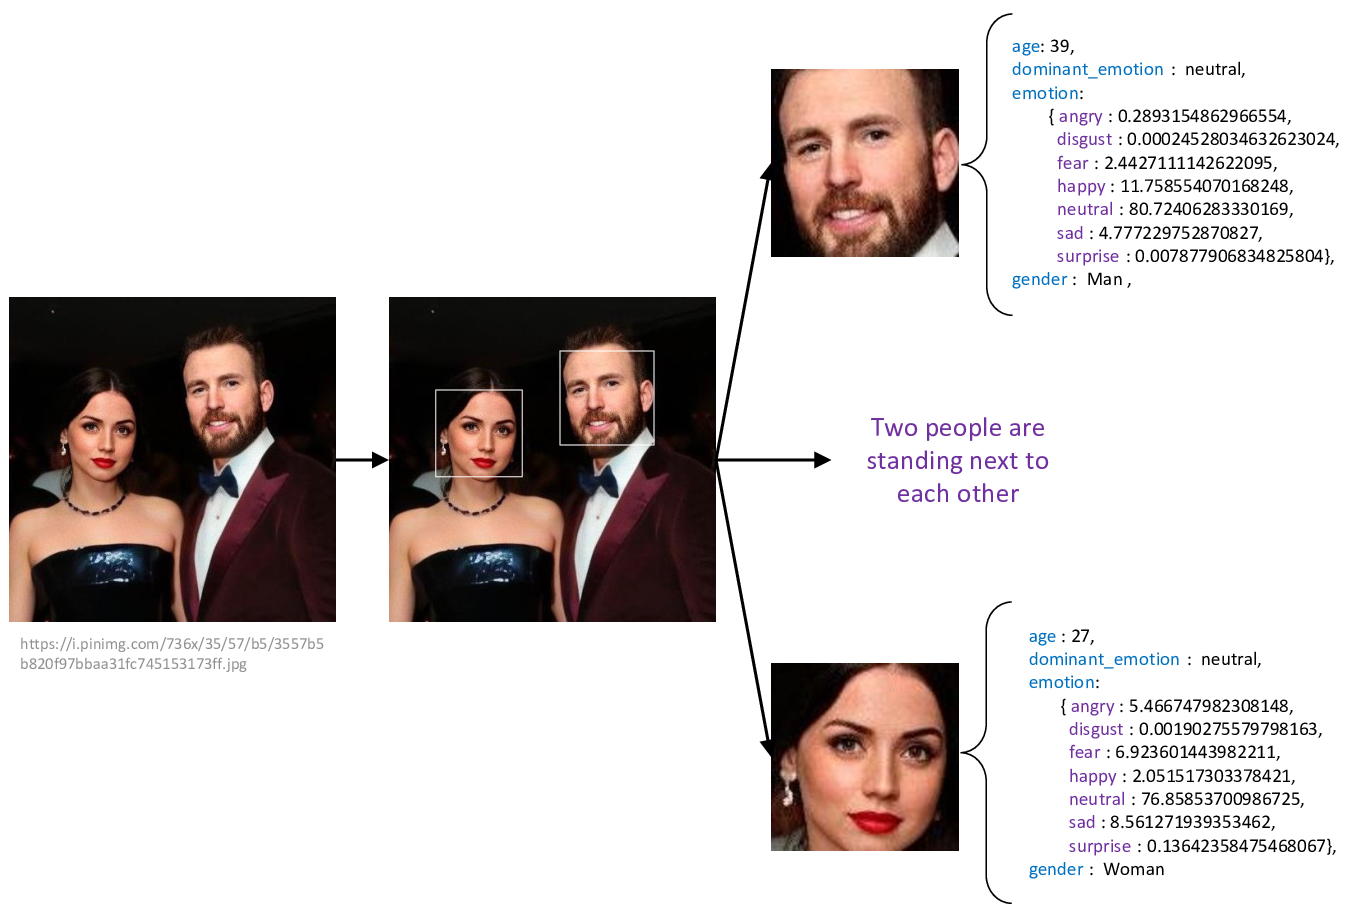 age: 39,
dominant_emotion : neutral,
emotion:
{ angry : 0.2893154862966554,
disgust : 0.00024528034632623024,
fear : 2.4427111142622095,
happy : 11.758554070168248,
neutral : 80.72406283330169,
sad : 4.777229752870827,
surprise : 0.007877906834825804},
gender : Man ,
Two people are
standing next to
each other
https://i.pinimg.com/736x/35/57/b5/3557b5
b820f97bbaa31fc745153173ff.jpg
age : 27,
dominant_emotion : neutral,
emotion:
{ angry : 5.466747982308148,
disgust : 0.00190275579798163,
fear : 6.923601443982211,
happy : 2.051517303378421,
neutral : 76.85853700986725,
sad : 8.561271939353462,
surprise : 0.13642358475468067},
gender : Woman